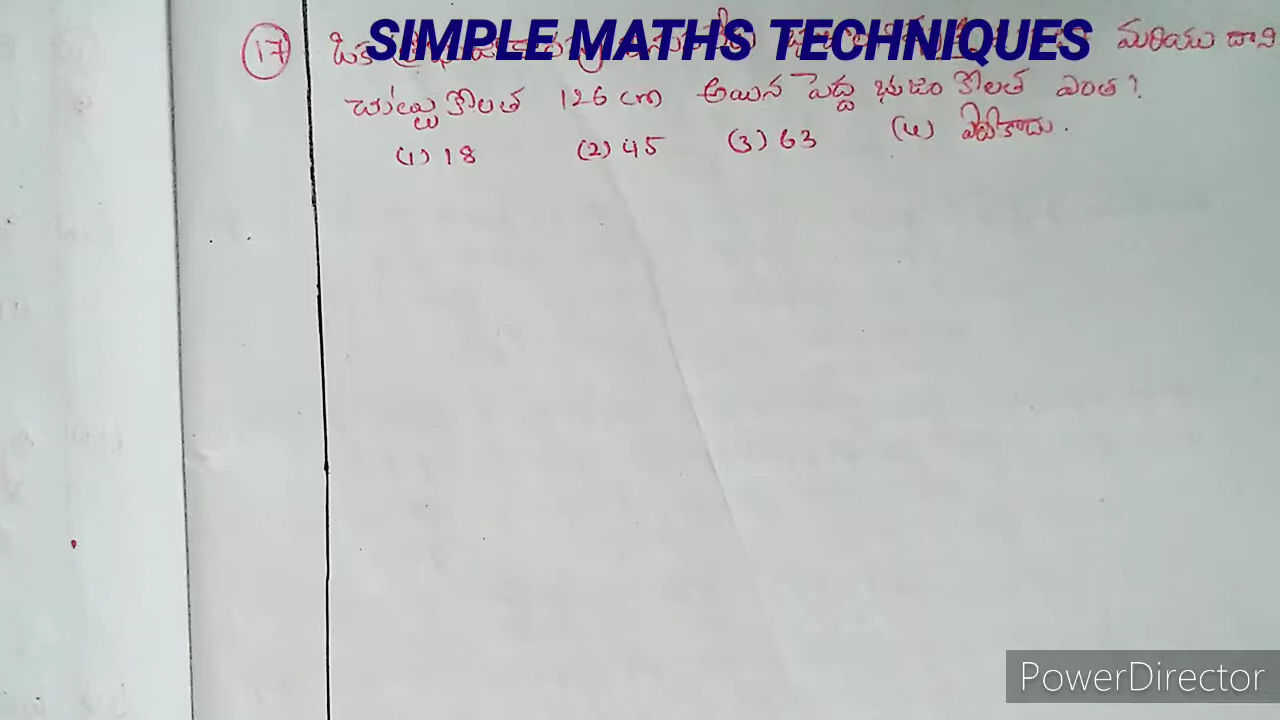 SIMPLE MATHS TECHNIQUES
(17) ఒక మరియు దాని
చుట్టు కొలత 126 cm అయిన పెద్ద భుజం కొలత ఎంత?
(1) 18 (2) 45 (3) 63 (4) ఏదీకాదు.
PowerDirector